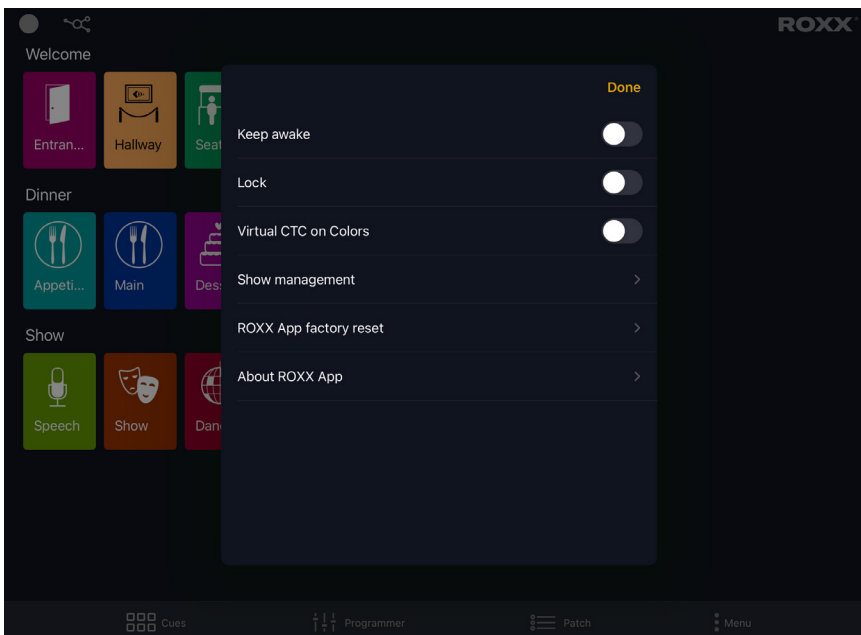 ROXX
Welcome
Entran...
Hallway
Seat
Dinner
Appeti...
Main
Des
Show
Speech
Show
Dan
Done
Keep awake
Lock
Virtual CTC on Colors
Show management
ROXX App factory reset
About ROXX App
Cues
Programmer
Patch
Menu